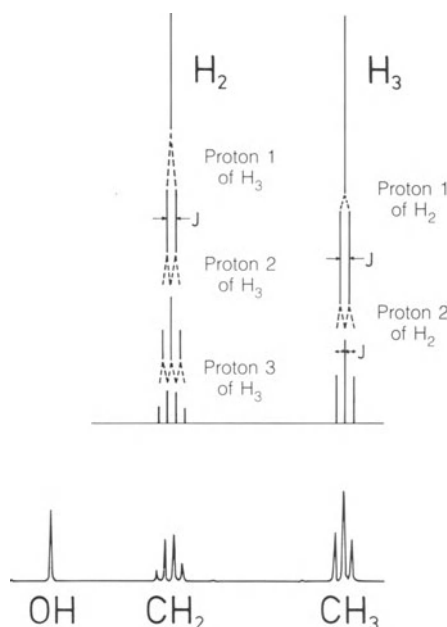 H₂
H₃
Proton 1
of H₃
J
Proton 2
of H₃
Proton 3
of H₃
Proton 1
of H₂
J
Proton 2
of H₂
J
OH
CH₂
CH₃